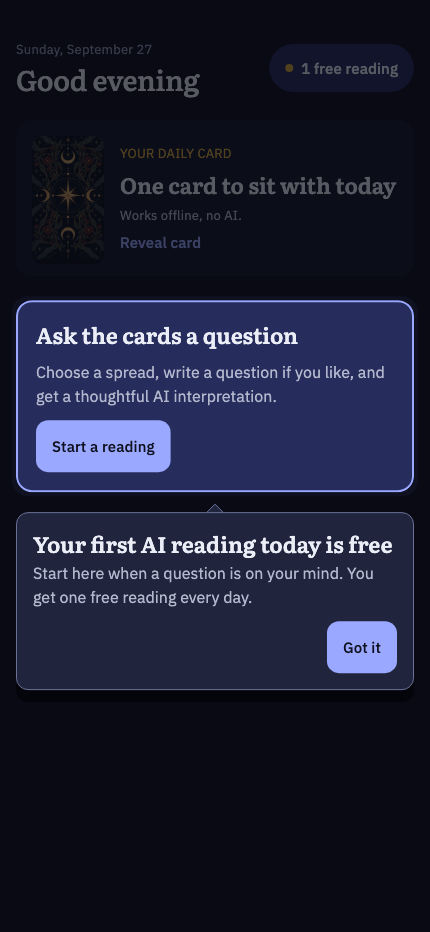 Sunday, September 27
Good evening
1 free reading
YOUR DAILY CARD
One card to sit with today
Works offline, no AI.
Reveal card
Ask the cards a question
Choose a spread, write a question if you like, and
get a thoughtful AI interpretation.
Start a reading
Your first AI reading today is free
Start here when a question is on your mind. You
get one free reading every day.
Got it